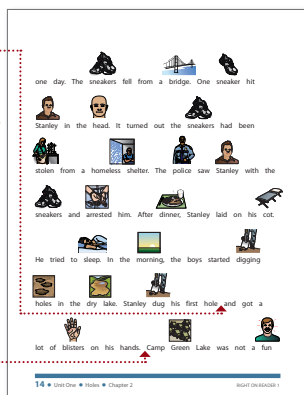 one day. The sneakers fell from a bridge. One sneaker hit
Stanley in the head. It turned out the sneakers had been
stolen from a homeless shelter. The police saw Stanley with the
sneakers and arrested him. After dinner, Stanley laid on his cot.
He tried to sleep. In the morning, the boys started digging
holes in the dry lake. Stanley dug his first hole and got a
lot of blisters on his hands. Camp Green Lake was not a fun
14 • Unit One • Holes • Chapter 2 RIGHT ON READER 1